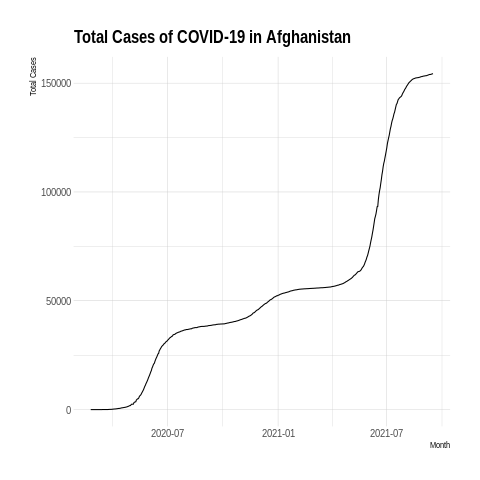 Total Cases of COVID-19 in Afghanistan
Total Cases
150000
100000
50000
0
2020-07
2021-01
2021-07
Month